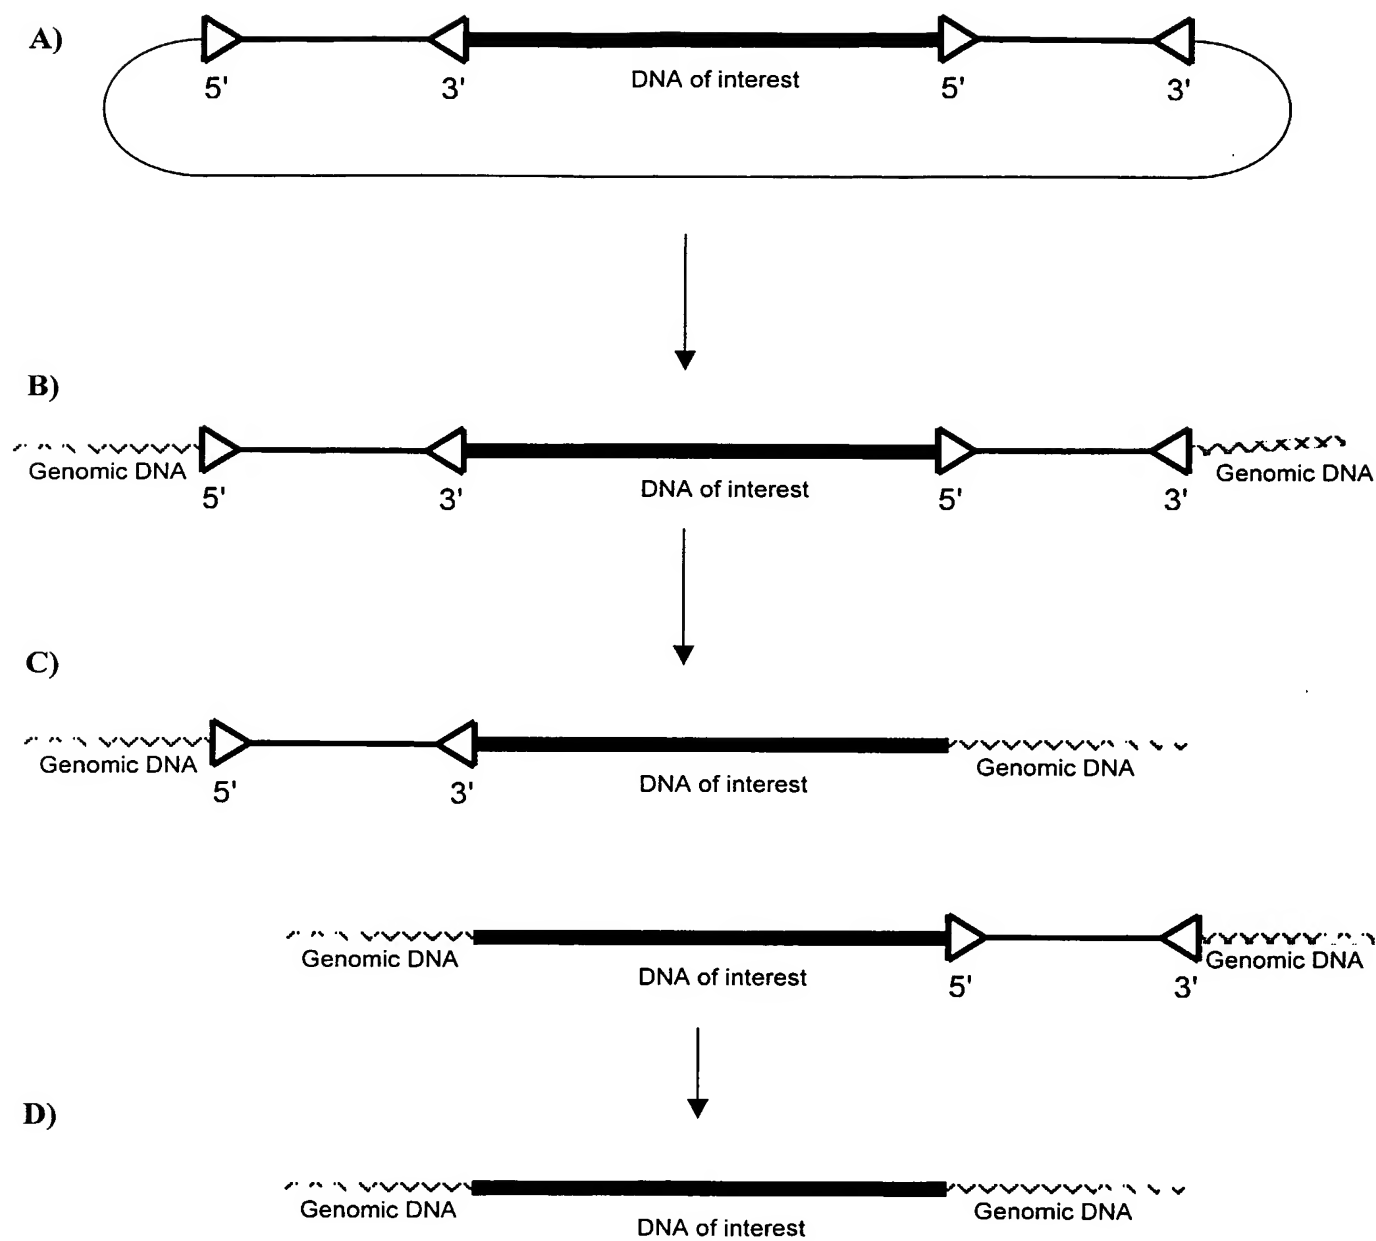 A)
5'
3'
DNA of interest
5'
3'
B)
Genomic DNA
5'
3'
DNA of interest
5'
3'
Genomic DNA
C)
Genomic DNA
5'
3'
DNA of interest
Genomic DNA
Genomic DNA
DNA of interest
5'
3'
Genomic DNA
D)
Genomic DNA
DNA of interest
Genomic DNA